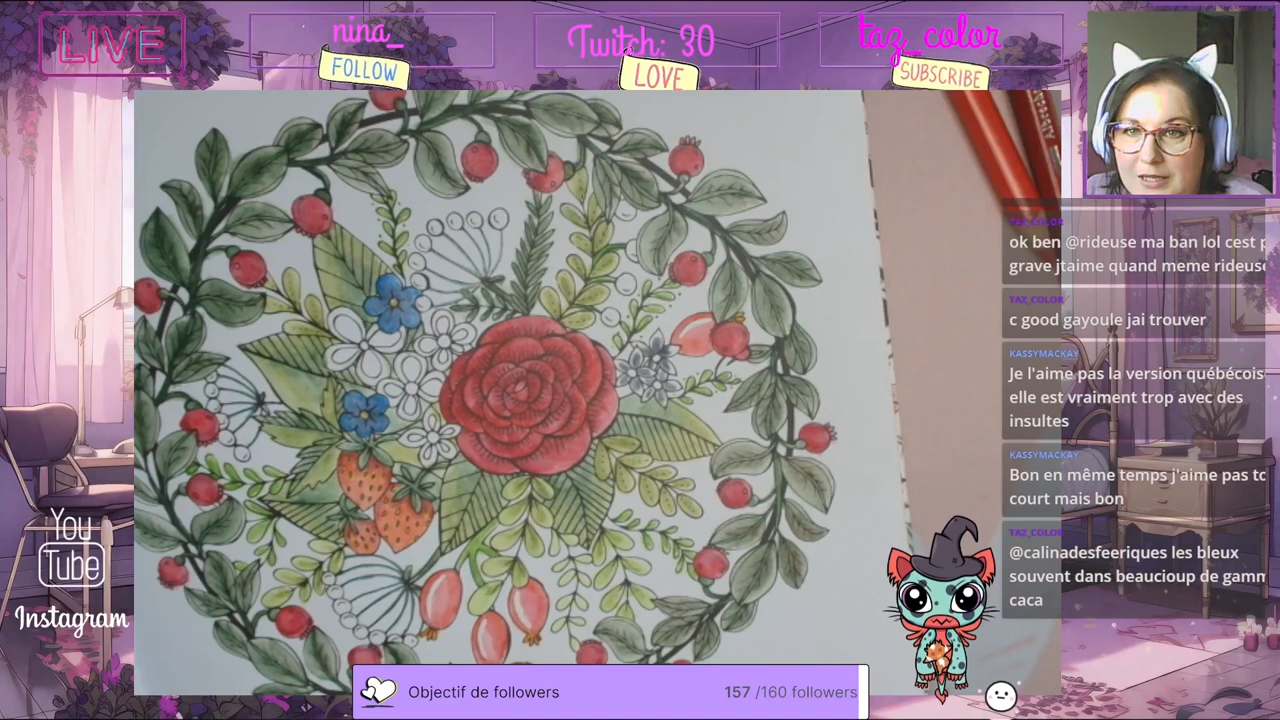 LIVE
nina_
FOLLOW
Twitch: 30
LOVE
taz_color
SUBSCRIBE
TAZ_COLOR
ok ben @rideuse ma ban lol cest
grave jtaime quand meme rideuse
TAZ_COLOR
c good gayoule jai trouver
KASSYMACKAY
Je l'aime pas la version québécois
elle est vraiment trop avec des
insultes
KASSYMACKAY
Bon en même temps j'aime pas
court mais bon
TAZ_COLOR
@calinadesfeeriques les bleux
souvent dans beaucioup de gamm
caca
You
Tube
Instagram
Objectif de followers
157 /160 followers